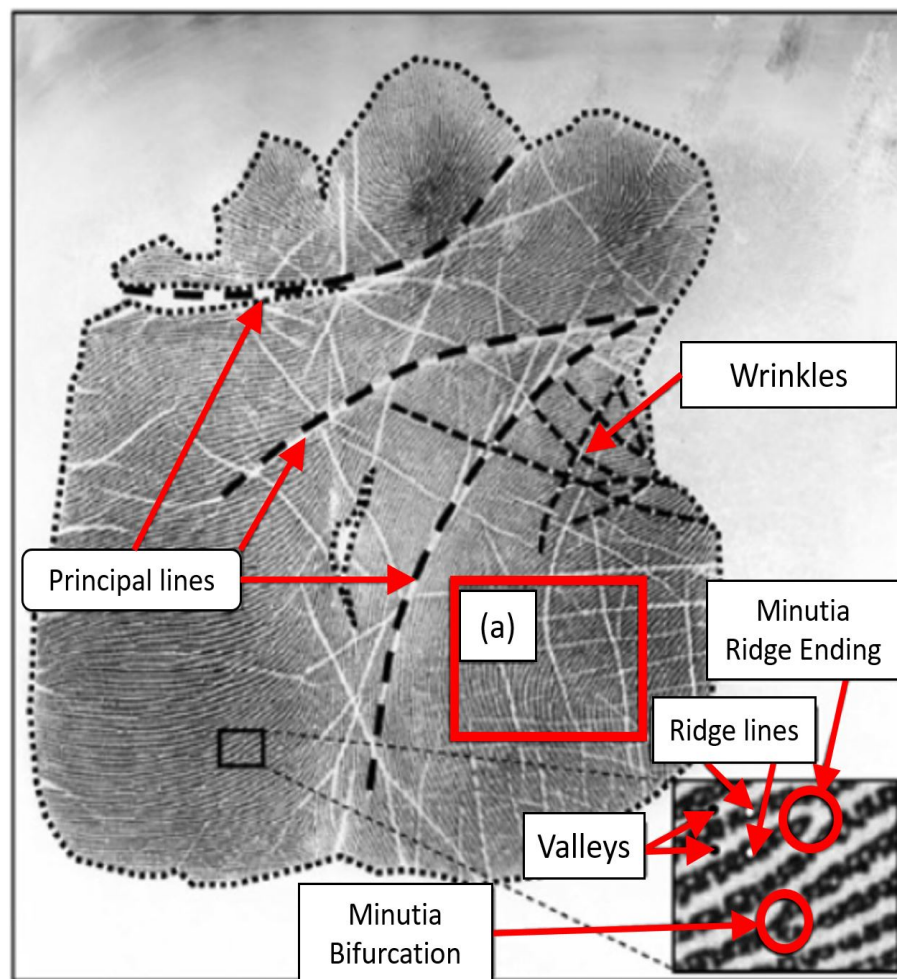 Wrinkles
Principal lines
(a)
Minutia
Ridge Ending
Ridge lines
Valleys
Minutia
Bifurcation